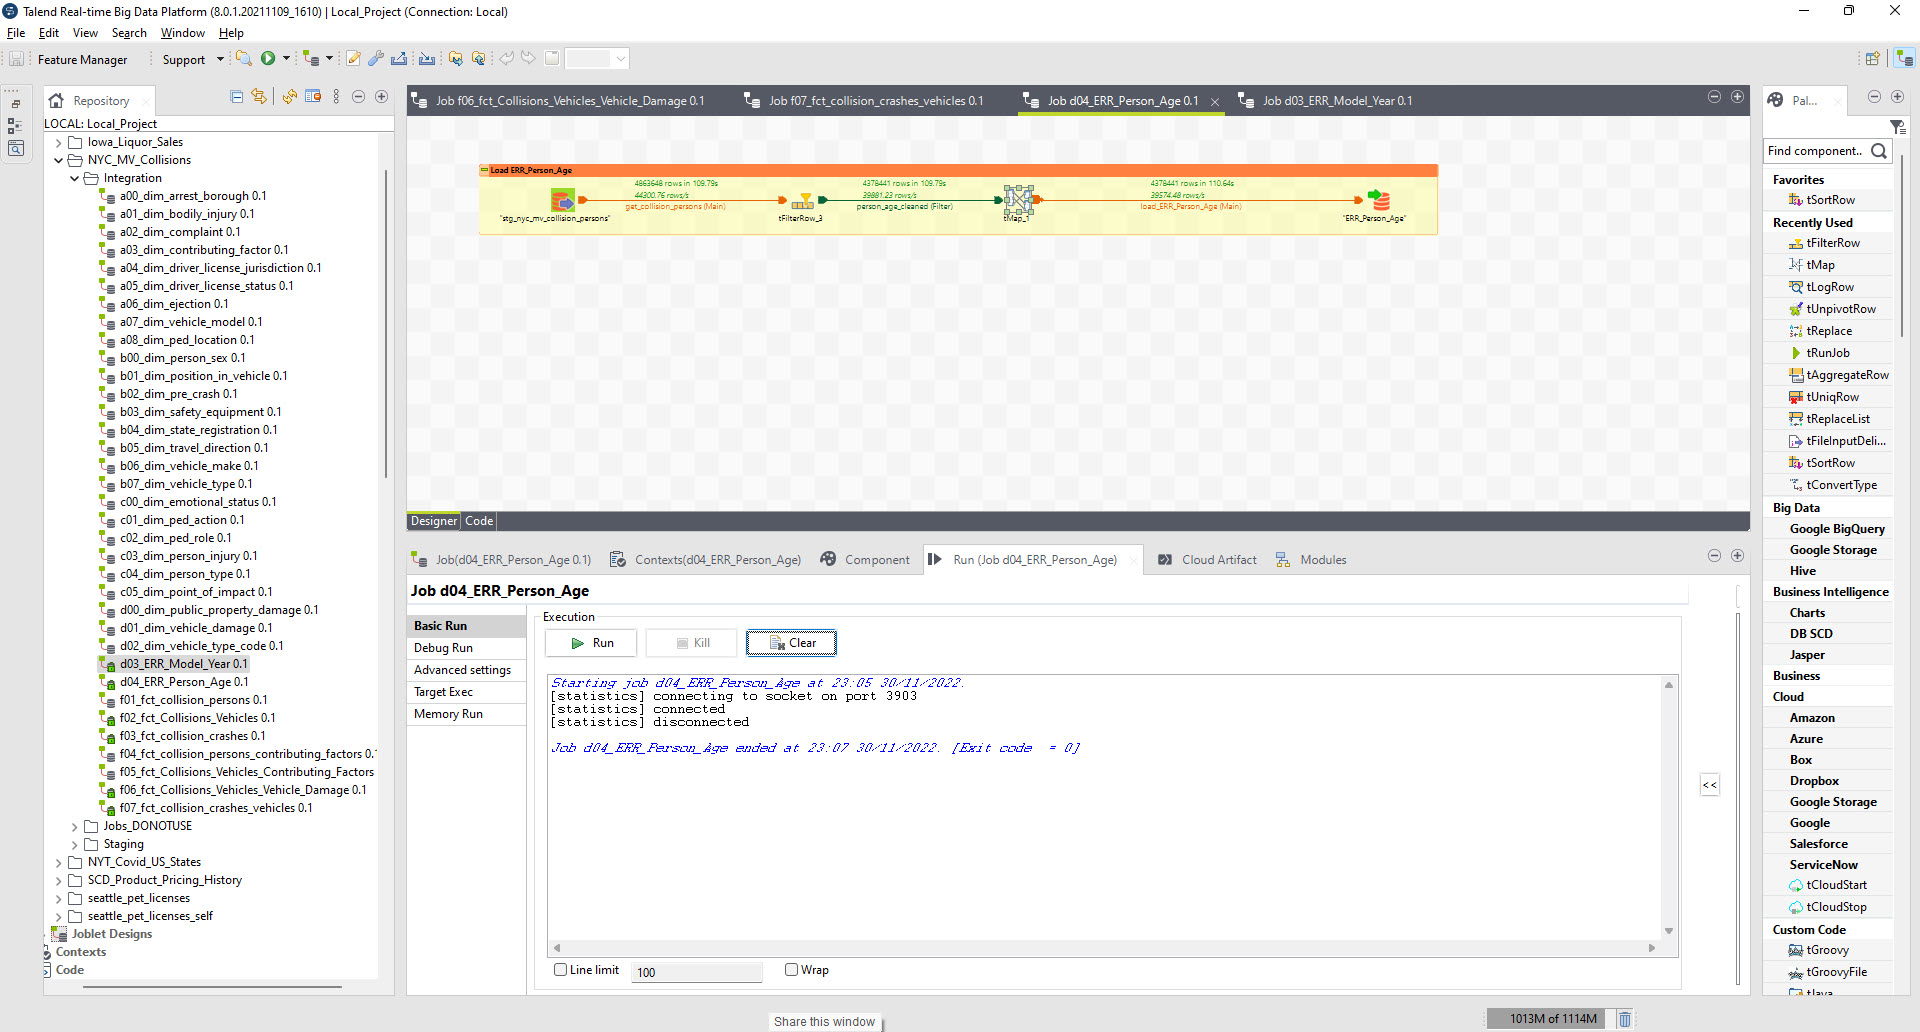 Talend Real-time Big Data Platform (8.0.1.20211109_1610) | Local_Project (Connection: Local)
File Edit View Search Window Help
Feature Manager Support
Repository
LOCAL: Local_Project
Iowa_Liquor_Sales
NYC_MV_Collisions
Integration
a00_dim_arrest_borough 0.1
a01_dim_bodily_injury 0.1
a02_dim_complaint 0.1
a03_dim_contributing_factor 0.1
a04_dim_driver_license_jurisdiction 0.1
a05_dim_driver_license_status 0.1
a06_dim_ejection 0.1
a07_dim_vehicle_model 0.1
a08_dim_ped_location 0.1
b00_dim_person_sex 0.1
b01_dim_position_in_vehicle 0.1
b02_dim_pre_crash 0.1
b03_dim_safety_equipment 0.1
b04_dim_state_registration 0.1
b05_dim_travel_direction 0.1
b06_dim_vehicle_make 0.1
b07_dim_vehicle_type 0.1
c00_dim_emotional_status 0.1
c01_dim_ped_action 0.1
c02_dim_ped_role 0.1
c03_dim_person_injury 0.1
c04_dim_person_type 0.1
c05_dim_point_of_impact 0.1
d00_dim_public_property_damage 0.1
d01_dim_vehicle_damage 0.1
d02_dim_vehicle_type_code 0.1
d03_ERR_Model_Year 0.1
d04_ERR_Person_Age 0.1
f01_fct_collision_persons 0.1
f02_fct_Collisions_Vehicles 0.1
f03_fct_collision_crashes 0.1
f04_fct_collision_persons_contributing_factors 0.1
f05_fct_Collisions_Vehicles_Contributing_Factors
f06_fct_Collisions_Vehicles_Vehicle_Damage 0.1
f07_fct_collision_crashes_vehicles 0.1
Jobs_DONOTUSE
Staging
NYT_Covid_US_States
SCD_Product_Pricing_History
seattle_pet_licenses
seattle_pet_licenses_self
Joblet Designs
Contexts
Code
Job f06_fct_Collisions_Vehicles_Vehicle_Damage 0.1 Job f07_fct_collision_crashes_vehicles 0.1 Job d04_ERR_Person_Age 0.1 Job d03_ERR_Model_Year 0.1
Load ERR_Person_Age
4863648 rows in 109.79s 4378441 rows in 109.79s 4378441 rows in 110.64s
44300.76 rows/s 39881.23 rows/s 39574.48 rows/s
get_collision_persons (Main) person_age_cleaned (Filter) load_ERR_Person_Age (Main)
"stg_nyc_mv_collision_persons" tFilterRow_3 tMap_1 "ERR_Person_Age"
Designer Code
Job(d04_ERR_Person_Age 0.1) Contexts(d04_ERR_Person_Age) Component Run (Job d04_ERR_Person_Age) Cloud Artifact Modules
Job d04_ERR_Person_Age
Basic Run
Debug Run
Advanced settings
Target Exec
Memory Run
Execution
Run Kill Clear
Starting job d04_ERR_Person_Age at 23:05 30/11/2022.
[statistics] connecting to socket on port 3903
[statistics] connected
[statistics] disconnected
Job d04_ERR_Person_Age ended at 23:07 30/11/2022. [Exit code  = 0]
<<
Line limit 100 Wrap
Pal...
Find component..
Favorites
tSortRow
Recently Used
tFilterRow
tMap
tLogRow
tUnpivotRow
tReplace
tRunJob
tAggregateRow
tUniqRow
tReplaceList
tFileInputDeli...
tSortRow
tConvertType
Big Data
Google BigQuery
Google Storage
Hive
Business Intelligence
Charts
DB SCD
Jasper
Business
Cloud
Amazon
Azure
Box
Dropbox
Google Storage
Google
Salesforce
ServiceNow
tCloudStart
tCloudStop
Custom Code
tGroovy
tGroovyFile
tJava
Share this window
1013M of 1114M